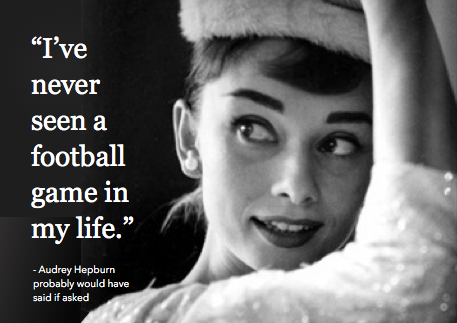 “I’ve
never
seen a
football
game in
my life.”
- Audrey Hepburn
probably would have
said if asked